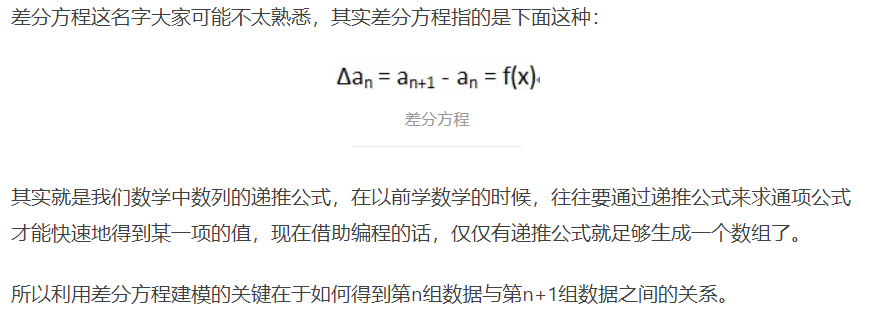 差分方程这名字大家可能不太熟悉，其实差分方程指的是下面这种：
Δaₙ = aₙ₊₁ - aₙ = f(x)
差分方程
其实就是我们数学中数列的递推公式，在以前学数学的时候，往往要通过递推公式来求通项公式
才能快速地得到某一项的值，现在借助编程的话，仅仅有递推公式就足够生成一个数组了。
所以利用差分方程建模的关键在于如何得到第n组数据与第n+1组数据之间的关系。